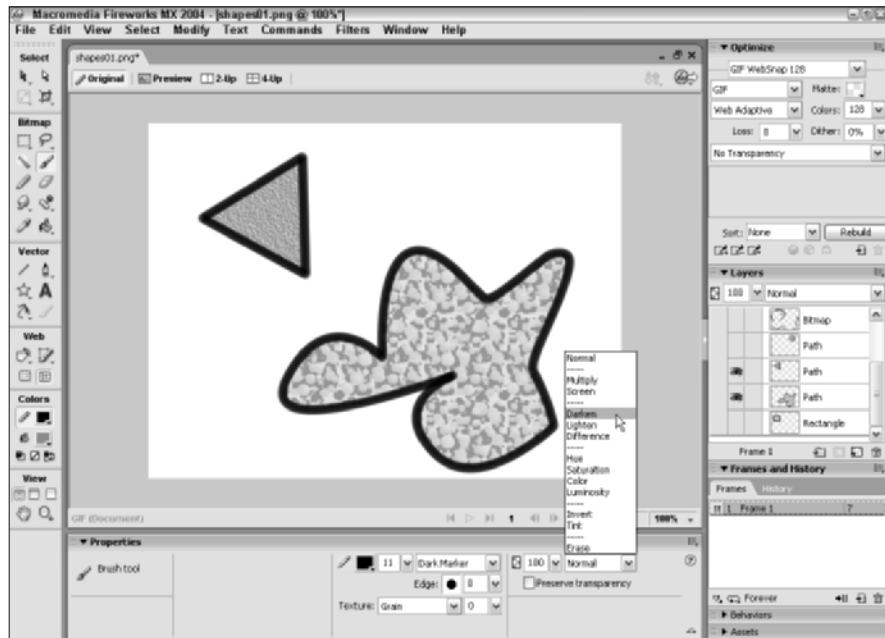 Macromedia Fireworks MX 2004 - [shapes01.png @ 100%*]
File Edit View Select Modify Text Commands Filters Window Help
Select
Bitmap
Vector
Web
Colors
View
shapes01.png*
Original Preview 2-Up 4-Up
GIF (Document)
1
100%
Normal
-----
Multiply
Screen
-----
Darken
Lighten
Difference
-----
Hue
Saturation
Color
Luminosity
-----
Invert
Tint
-----
Erase
Properties
Brush tool
11 Dark Marker
Edge: 0
Texture: Grain 0
100 Normal
Preserve transparency
Optimize
GIF WebSnap 128
GIF Matte:
Web Adaptive Colors: 128
Loss: 0 Dither: 0%
No Transparency
Sort: None Rebuild
Layers
100 Normal
Bitmap
Path
Path
Path
Rectangle
Frame 1
Frames and History
Frames History
1 Frame 1 7
Forever
Behaviors
Assets